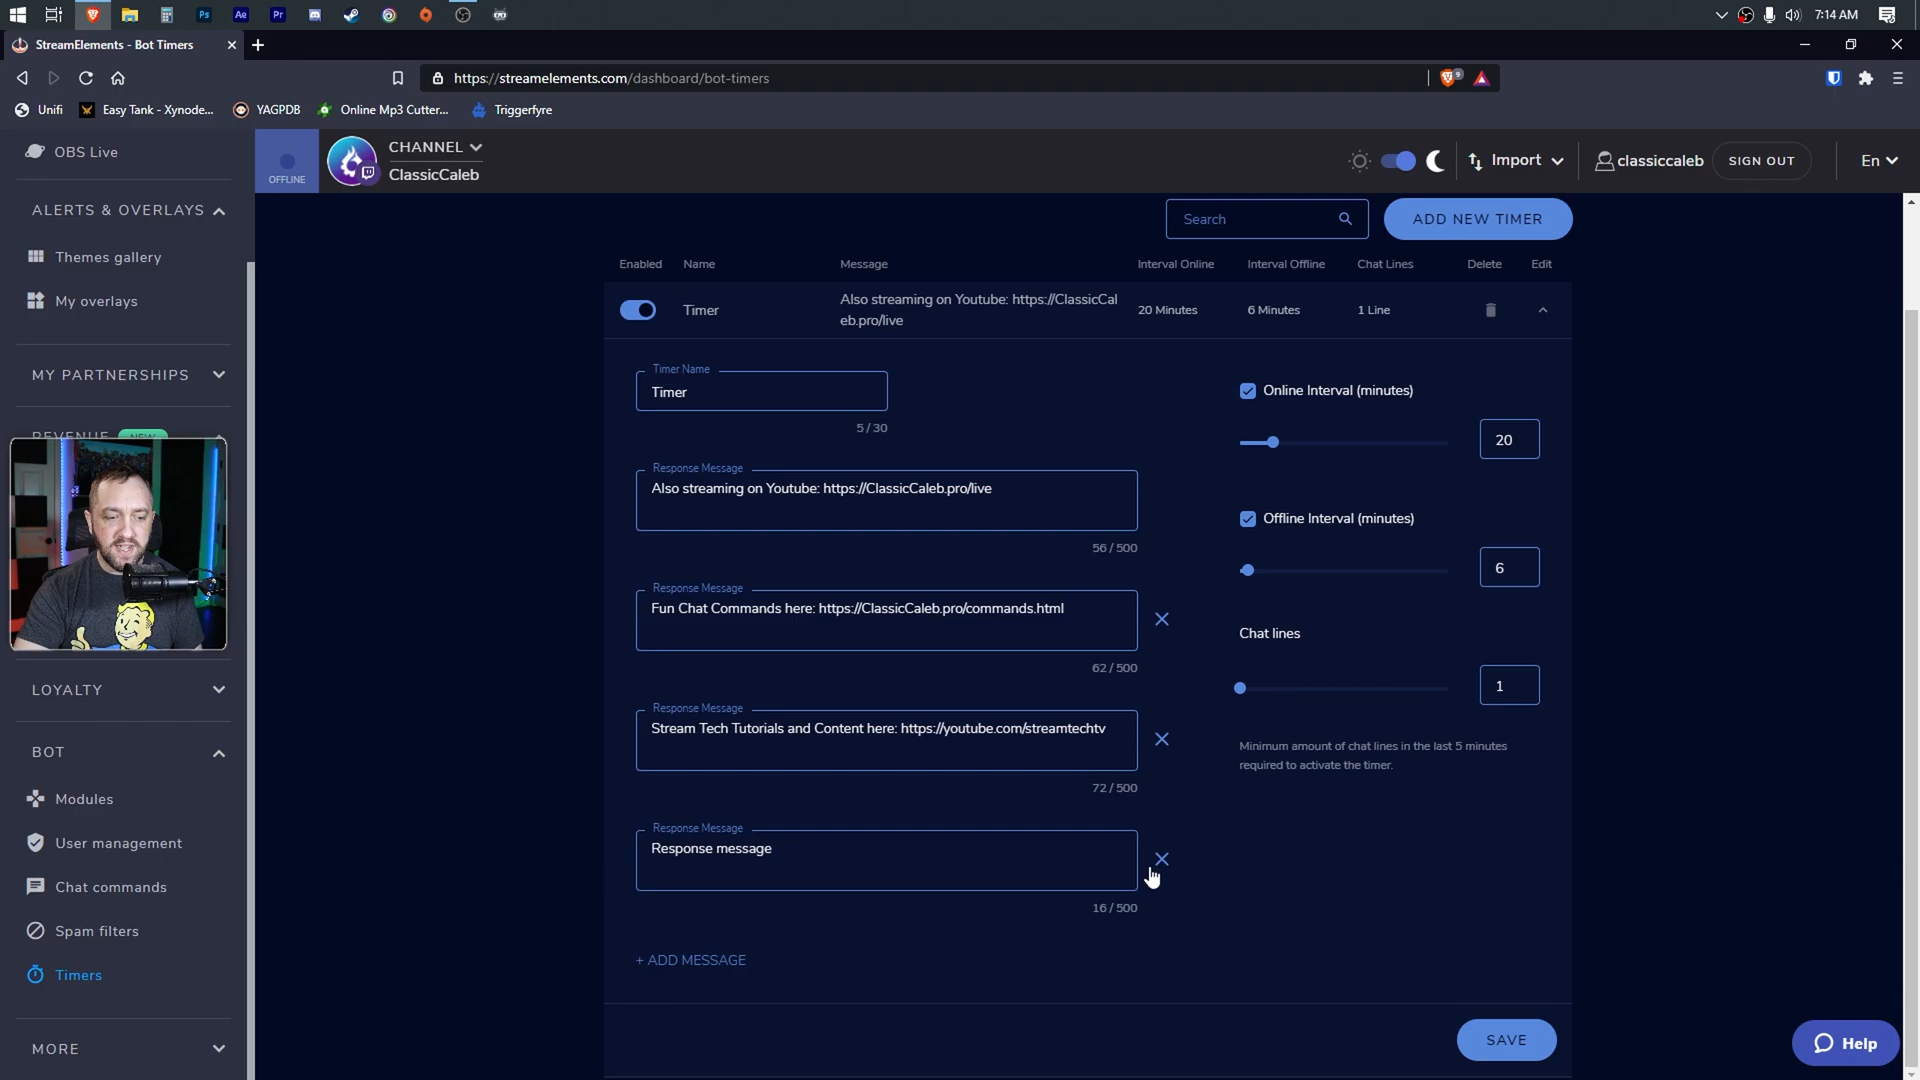 7:14 AM
StreamElements - Bot Timers
https://streamelements.com/dashboard/bot-timers
9
Unifi
Easy Tank - Xynode...
YAGPDB
Online Mp3 Cutter...
Triggerfyre
OBS Live
OFFLINE
CHANNEL
ClassicCaleb
Import
classiccaleb
SIGN OUT
En
ALERTS & OVERLAYS
Themes gallery
My overlays
MY PARTNERSHIPS
REVENUE NEW
LOYALTY
BOT
Modules
User management
Chat commands
Spam filters
Timers
MORE
Search
ADD NEW TIMER
Enabled Name Message Interval Online Interval Offline Chat Lines Delete Edit
Timer
Also streaming on Youtube: https://ClassicCal
eb.pro/live
20 Minutes
6 Minutes
1 Line
Timer Name
Timer
5 / 30
Response Message
Also streaming on Youtube: https://ClassicCaleb.pro/live
56 / 500
Response Message
Fun Chat Commands here: https://ClassicCaleb.pro/commands.html
62 / 500
Response Message
Stream Tech Tutorials and Content here: https://youtube.com/streamtechtv
72 / 500
Response Message
Response message
16 / 500
+ ADD MESSAGE
Online Interval (minutes)
20
Offline Interval (minutes)
6
Chat lines
1
Minimum amount of chat lines in the last 5 minutes
required to activate the timer.
SAVE
Help